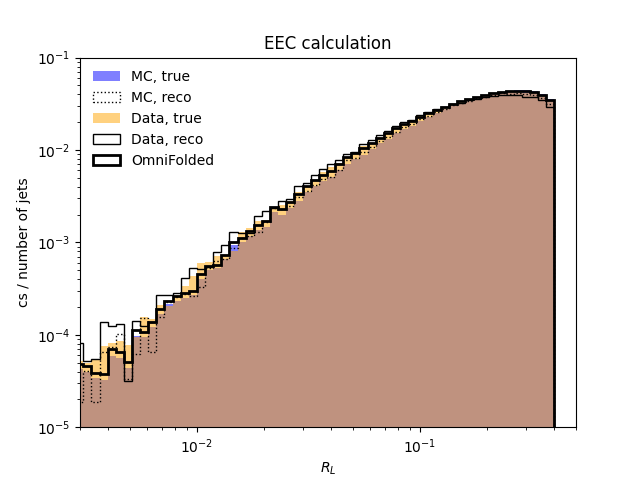 EEC calculation
MC, true
MC, reco
Data, true
Data, reco
OmniFolded
cs / number of jets
10⁻¹
10⁻²
10⁻³
10⁻⁴
10⁻⁵
10⁻² 10⁻¹
R_L